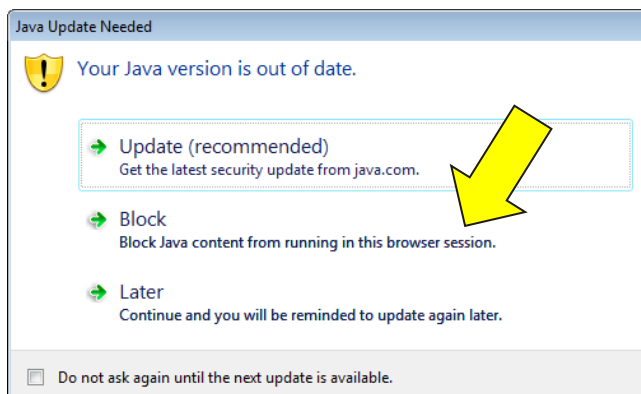 Java Update Needed
Your Java version is out of date.
Update (recommended)
Get the latest security update from java.com.
Block
Block Java content from running in this browser session.
Later
Continue and you will be reminded to update again later.
Do not ask again until the next update is available.